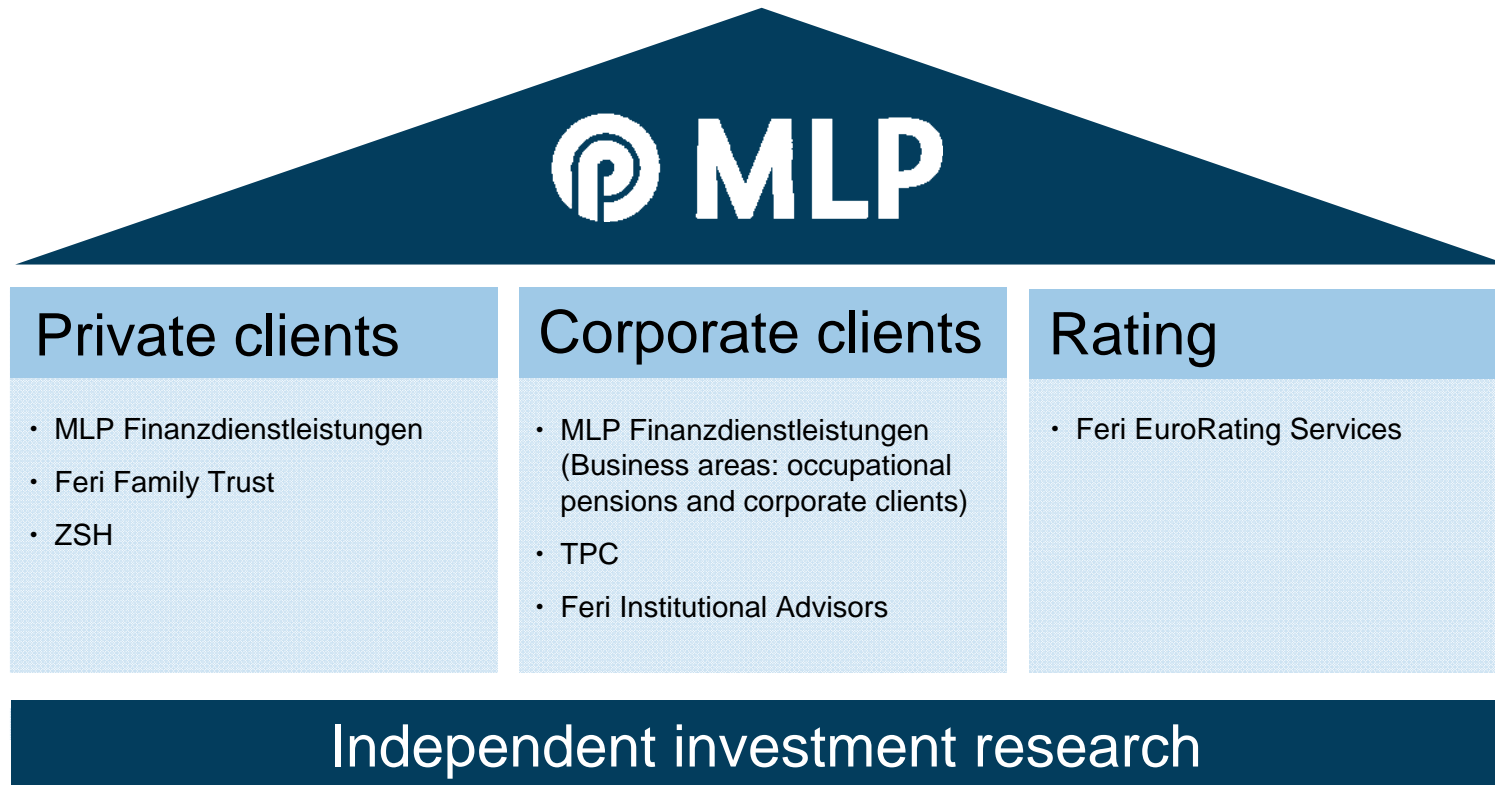 MLP
Private clients
・ MLP Finanzdienstleistungen
・ Feri Family Trust
・ ZSH
Corporate clients
・ MLP Finanzdienstleistungen
(Business areas: occupational
pensions and corporate clients)
・ TPC
・ Feri Institutional Advisors
Rating
・ Feri EuroRating Services
Independent investment research